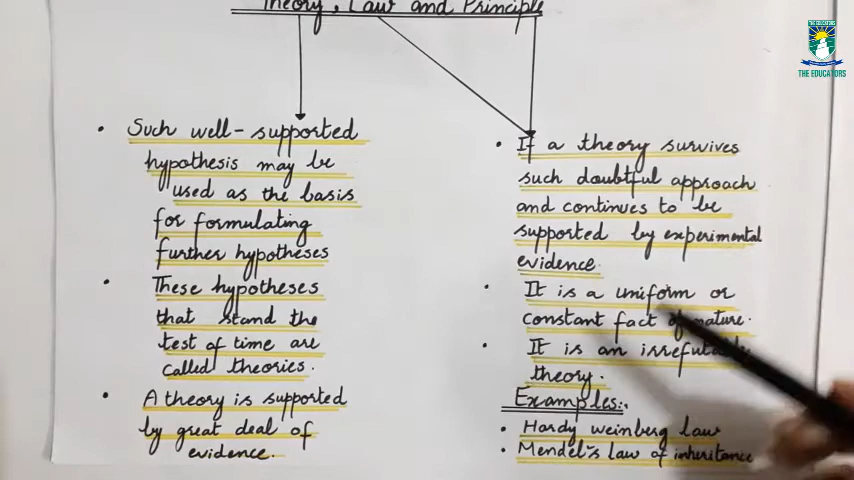 Theory, Law and Principle
THE EDUCATORS
• Such well-supported
hypothesis may be
used as the basis
for formulating
further hypotheses
• These hypotheses
that stand the
test of time are
called theories.
• A theory is supported
by great deal of
evidence.
• If a theory survives
such doubtful approach
and continues to be
supported by experimental
evidence.
• It is a uniform or
constant fact of nature.
• It is an irrefutable
theory.
Examples:
• Hardy weinberg law
• Mendel's law of inheritance